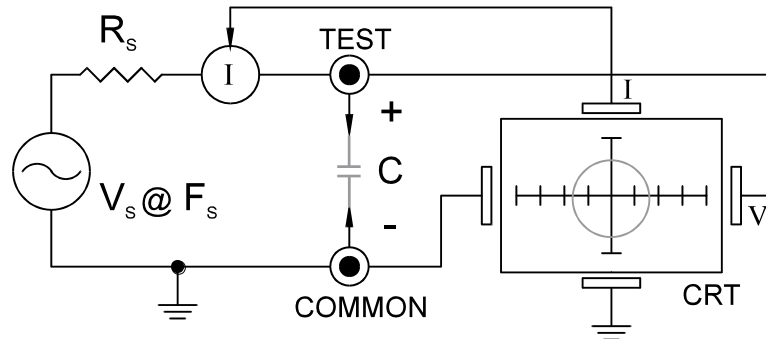 R_S
I
TEST
I
+
C
V_S @ F_S
-
V
COMMON
CRT